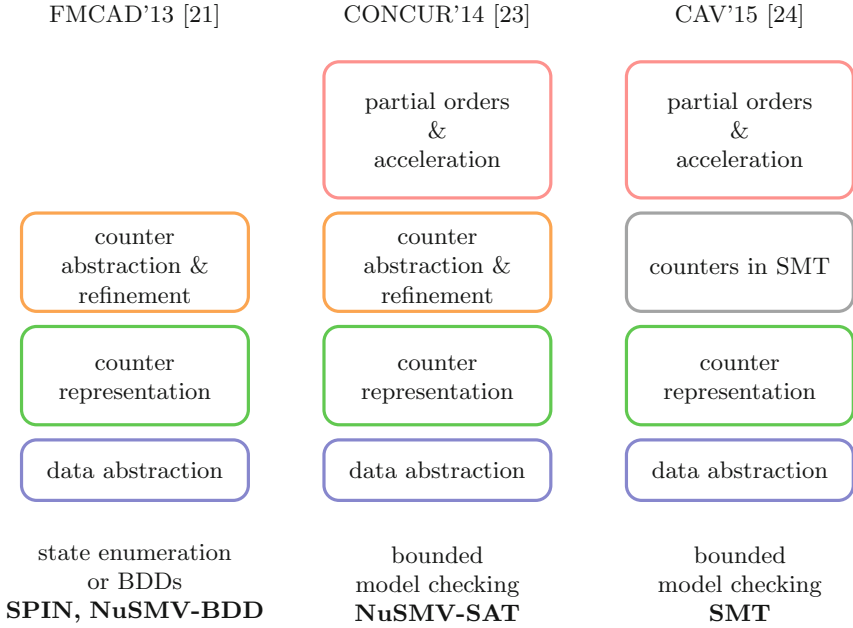 FMCAD'13 [21]
CONCUR'14 [23]
CAV'15 [24]
partial orders
&
acceleration
partial orders
&
acceleration
counter
abstraction &
refinement
counter
abstraction &
refinement
counters in SMT
counter
representation
counter
representation
counter
representation
data abstraction
data abstraction
data abstraction
state enumeration
or BDDs
SPIN, NuSMV-BDD
bounded
model checking
NuSMV-SAT
bounded
model checking
SMT